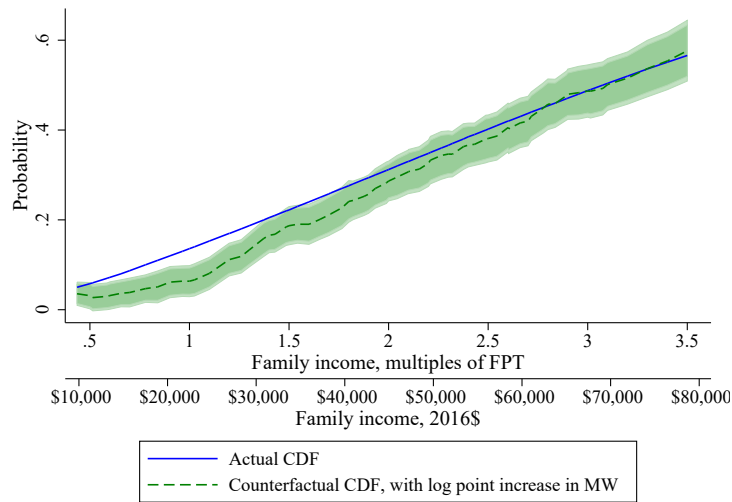 .6
.4
.2
0
Probability
.5 1 1.5 2 2.5 3 3.5
Family income, multiples of FPT
$10,000 $20,000 $30,000 $40,000 $50,000 $60,000 $70,000 $80,000
Family income, 2016$
Actual CDF
Counterfactual CDF, with log point increase in MW